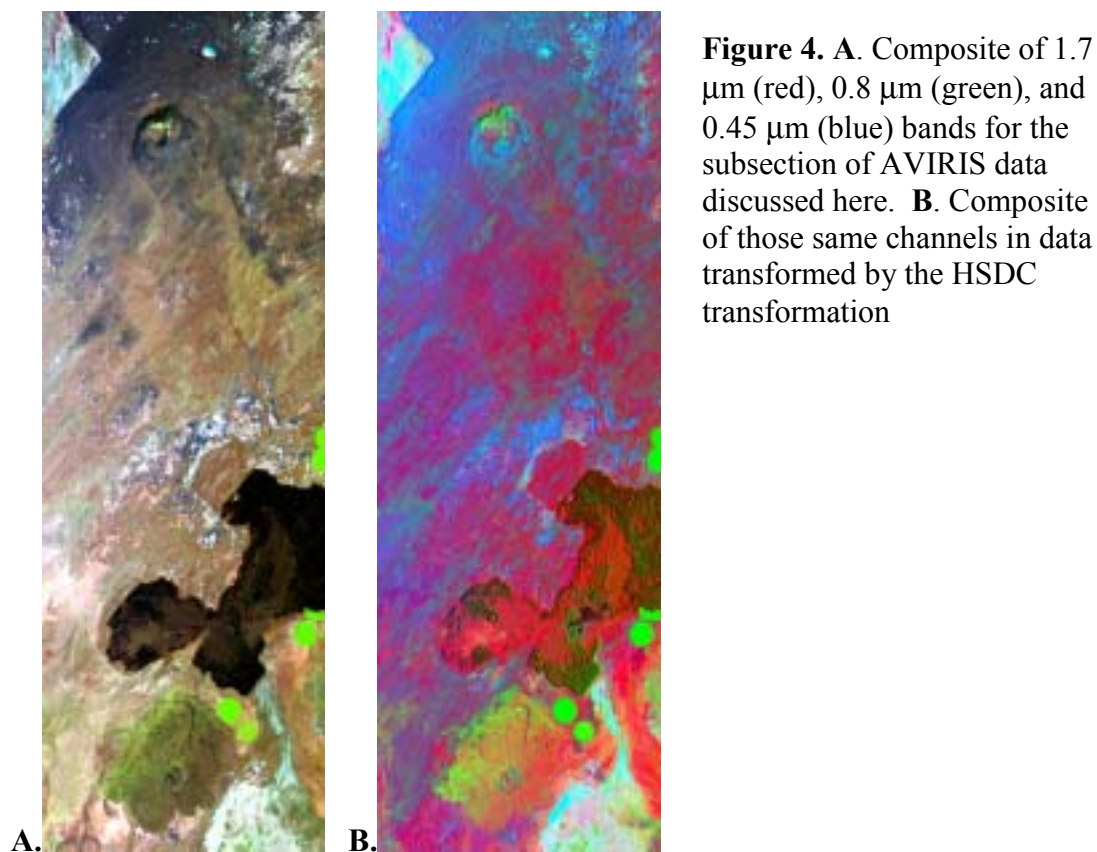 Figure 4. A. Composite of 1.7
μm (red), 0.8 μm (green), and
0.45 μm (blue) bands for the
subsection of AVIRIS data
discussed here. B. Composite
of those same channels in data
transformed by the HSDC
transformation
A.
B.